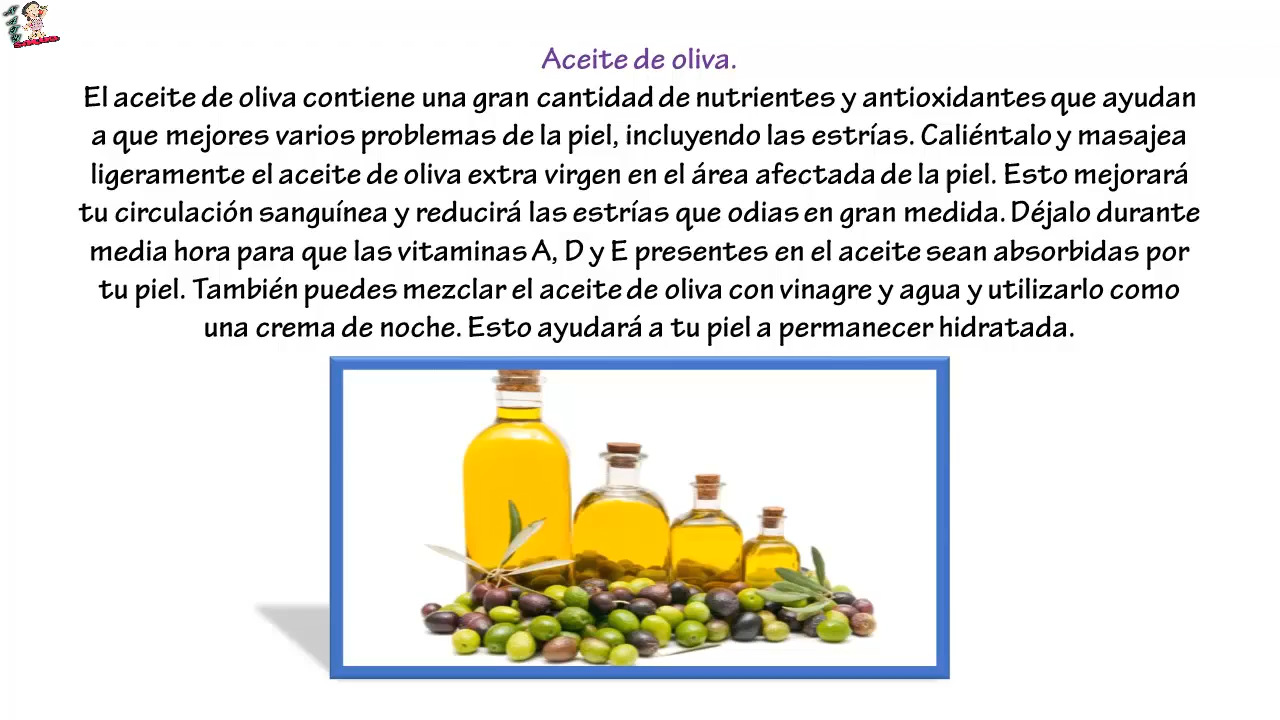 Aceite de oliva.
El aceite de oliva contiene una gran cantidad de nutrientes y antioxidantes que ayudan
a que mejores varios problemas de la piel, incluyendo las estrías. Caliéntalo y masajea
ligeramente el aceite de oliva extra virgen en el área afectada de la piel. Esto mejorará
tu circulación sanguínea y reducirá las estrías que odias en gran medida. Déjalo durante
media hora para que las vitaminas A, D y E presentes en el aceite sean absorbidas por
tu piel. También puedes mezclar el aceite de oliva con vinagre y agua y utilizarlo como
una crema de noche. Esto ayudará a tu piel a permanecer hidratada.